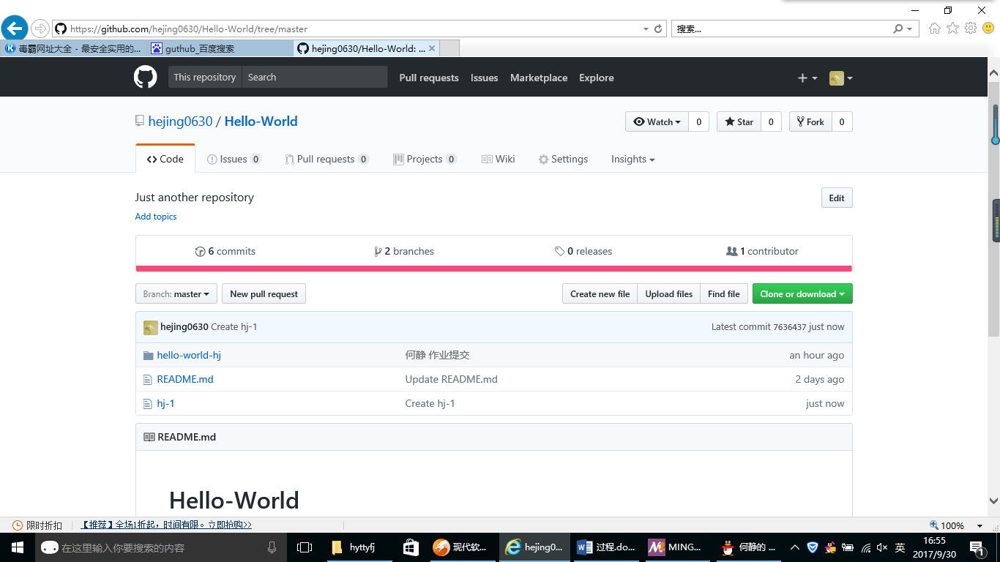 https://github.com/hejing0630/Hello-World/tree/master
搜索...
毒霸网址大全 - 最安全实用的...
guthub_百度搜索
hejing0630/Hello-World: ...
This repository Search Pull requests Issues Marketplace Explore
hejing0630 / Hello-World
Watch 0 Star 0 Fork 0
Code Issues 0 Pull requests 0 Projects 0 Wiki Settings Insights
Just another repository
Edit
Add topics
6 commits 2 branches 0 releases 1 contributor
Branch: master New pull request Create new file Upload files Find file Clone or download
hejing0630 Create hj-1 Latest commit 7636437 just now
hello-world-hj 何静 作业提交 an hour ago
README.md Update README.md 2 days ago
hj-1 Create hj-1 just now
README.md
Hello-World
限时折扣 【推荐】全场1折起，时间有限。立即抢购>> 100%
在这里输入你要搜索的内容
hyttyfj
现代软...
hejing0...
过程.do...
MING...
何静的 ...
英
16:55
2017/9/30
1